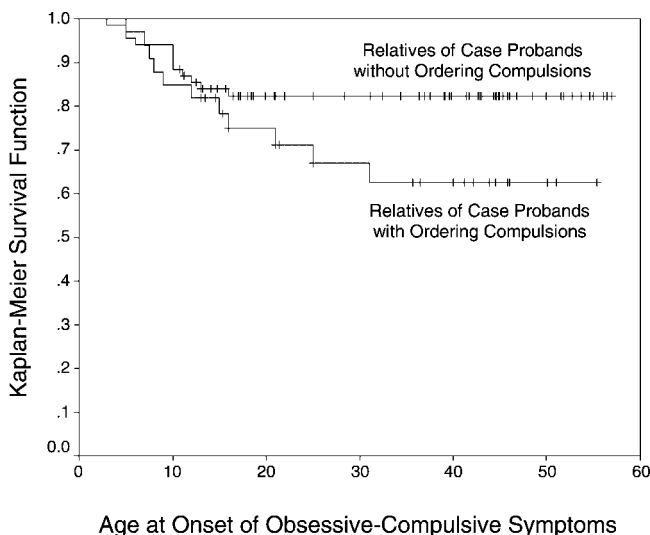 1.0
.9
.8
.7
.6
.5
.4
.3
.2
.1
0.0
Kaplan-Meier Survival Function
Relatives of Case Probands
without Ordering Compulsions
Relatives of Case Probands
with Ordering Compulsions
0 10 20 30 40 50 60
Age at Onset of Obsessive-Compulsive Symptoms